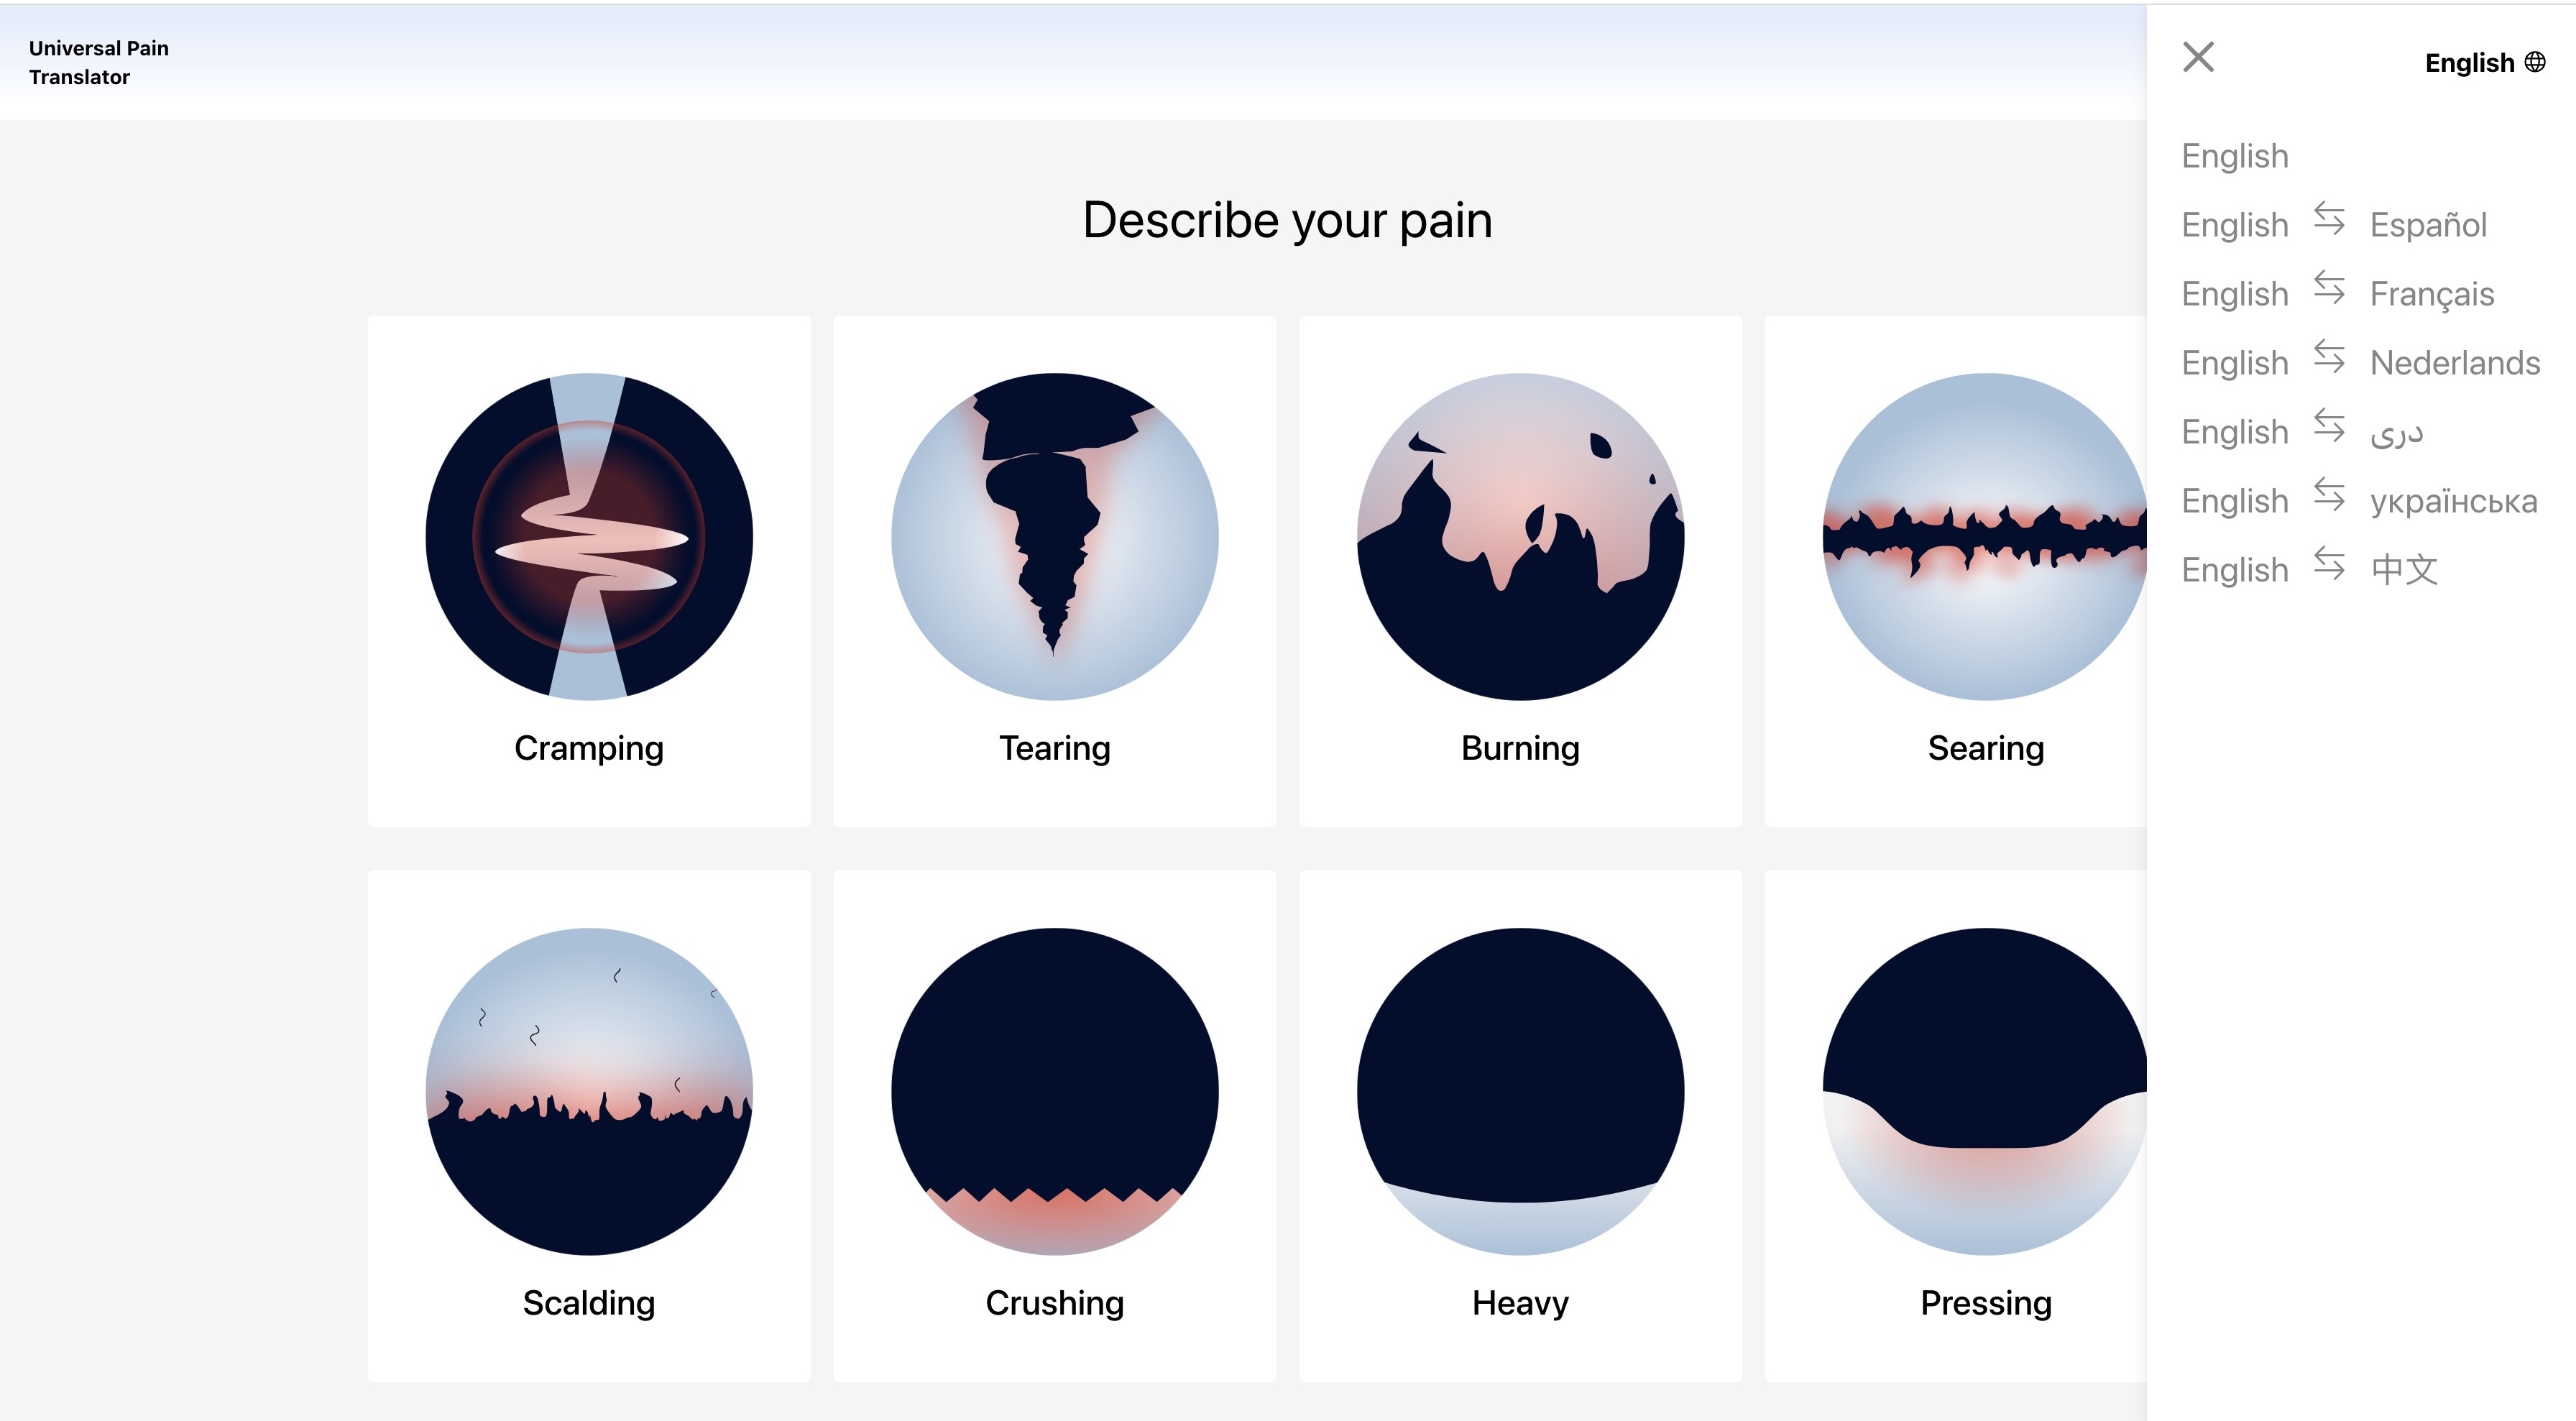 Universal Pain
Translator
English
Describe your pain
Cramping
Tearing
Burning
Searing
Scalding
Crushing
Heavy
Pressing
English
English ⇆ Español
English ⇆ Français
English ⇆ Nederlands
English ⇆ دری
English ⇆ українська
English ⇆ 中文